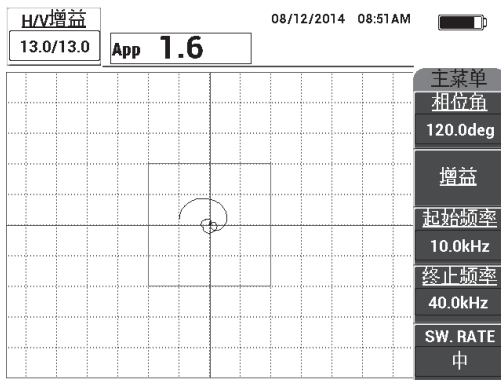 H/V增益
08/12/2014 08:51AM
13.0/13.0
App 1.6
主菜单
相位角
120.0deg
增益
起始频率
10.0kHz
终止频率
40.0kHz
SW. RATE
中